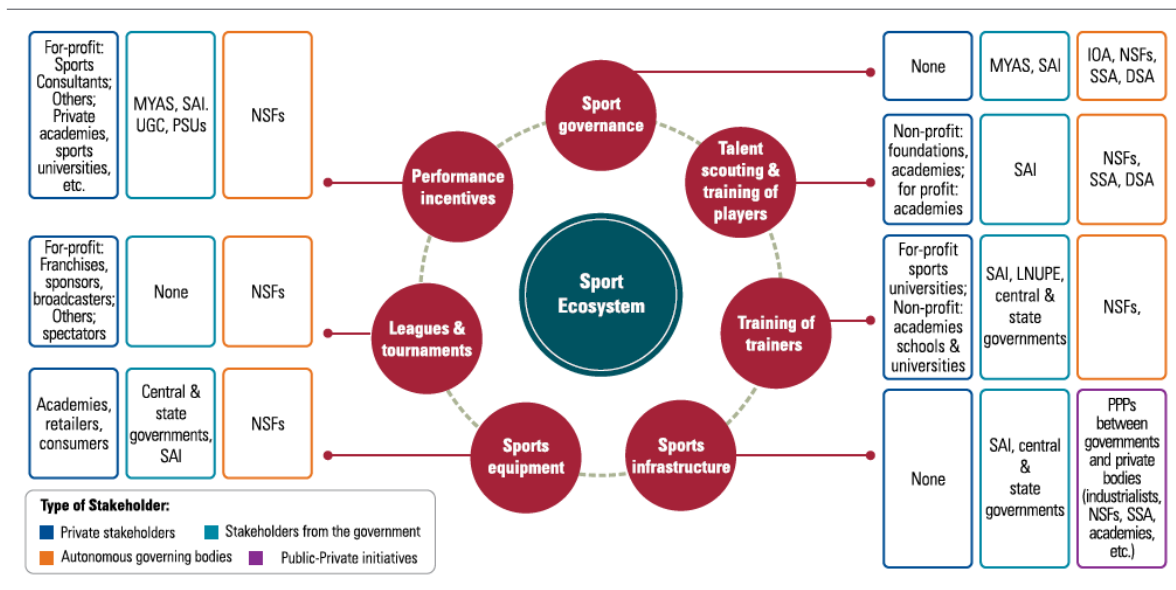 For-profit:
Sports
Consultants;
Others;
Private
academies,
sports
universities,
etc.
MYAS, SAI.
UGC, PSUs
NSFs
For-profit:
Franchises,
sponsors,
broadcasters;
Others;
spectators
None
NSFs
Academies,
retailers,
consumers
Central &
state
governments,
SAI
NSFs
Sport
governance
Talent
scouting &
training of
players
Training of
trainers
Sports
infrastructure
Sports
equipment
Leagues &
tournaments
Performance
incentives
Sport
Ecosystem
None
MYAS, SAI
IOA, NSFs,
SSA, DSA
Non-profit:
foundations,
academies;
for profit:
academies
SAI
NSFs,
SSA, DSA
For-profit
sports
universities;
Non-profit:
academies
schools &
universities
SAI, LNUPE,
central &
state
governments
NSFs,
None
SAI, central
&
state
governments
PPPs
between
governments
and private
bodies
(industrialists,
NSFs, SSA,
academies,
etc.)
Type of Stakeholder:
Private stakeholders
Stakeholders from the government
Autonomous governing bodies
Public-Private initiatives